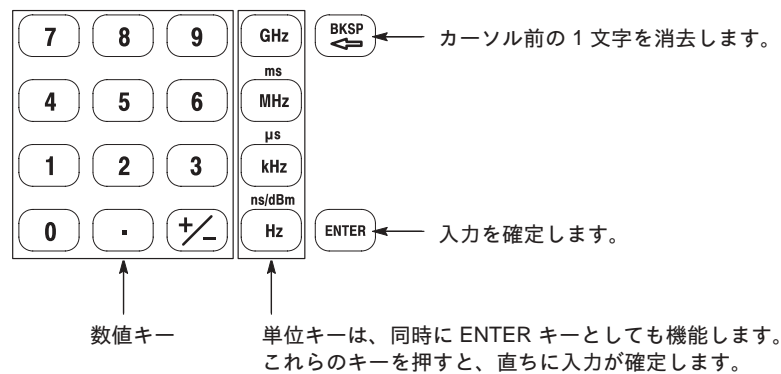 7 8 9 GHz BKSP カーソル前の 1 文字を消去します。
ms
4 5 6 MHz
µs
1 2 3 kHz
ns/dBm
0 . +/− Hz ENTER 入力を確定します。
数値キー
単位キーは、同時に ENTER キーとしても機能します。
これらのキーを押すと、直ちに入力が確定します。